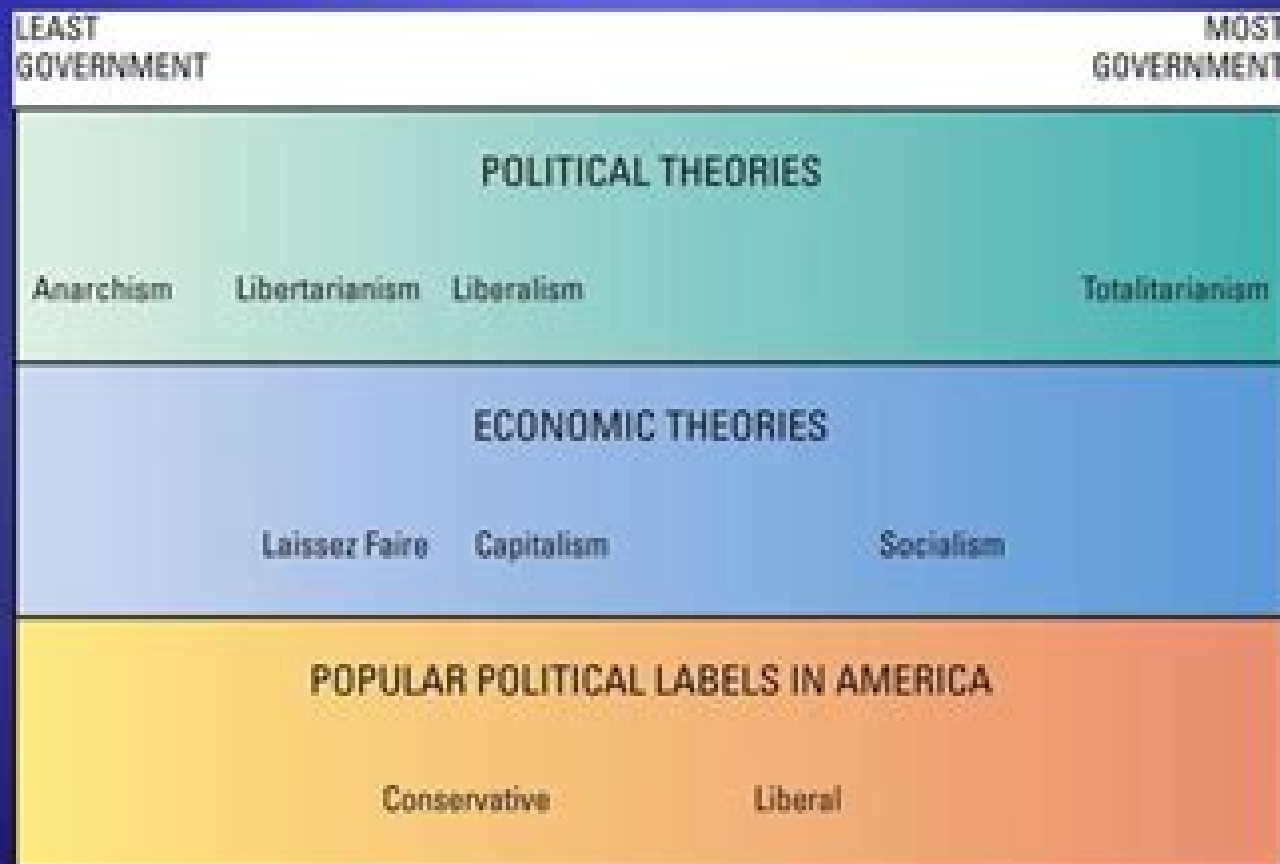 LEAST
GOVERNMENT
MOST
GOVERNMENT
POLITICAL THEORIES
Anarchism Libertarianism Liberalism Totalitarianism
ECONOMIC THEORIES
Laissez Faire Capitalism Socialism
POPULAR POLITICAL LABELS IN AMERICA
Conservative Liberal